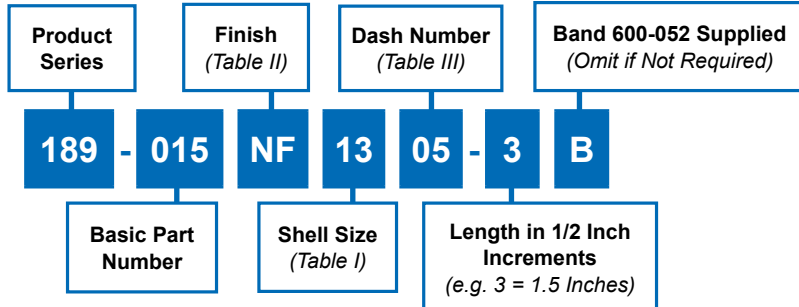 Product
Series
Finish
(Table II)
Dash Number
(Table III)
Band 600-052 Supplied
(Omit if Not Required)
189 - 015 NF 13 05 - 3 B
Basic Part
Number
Shell Size
(Table I)
Length in 1/2 Inch
Increments
(e.g. 3 = 1.5 Inches)